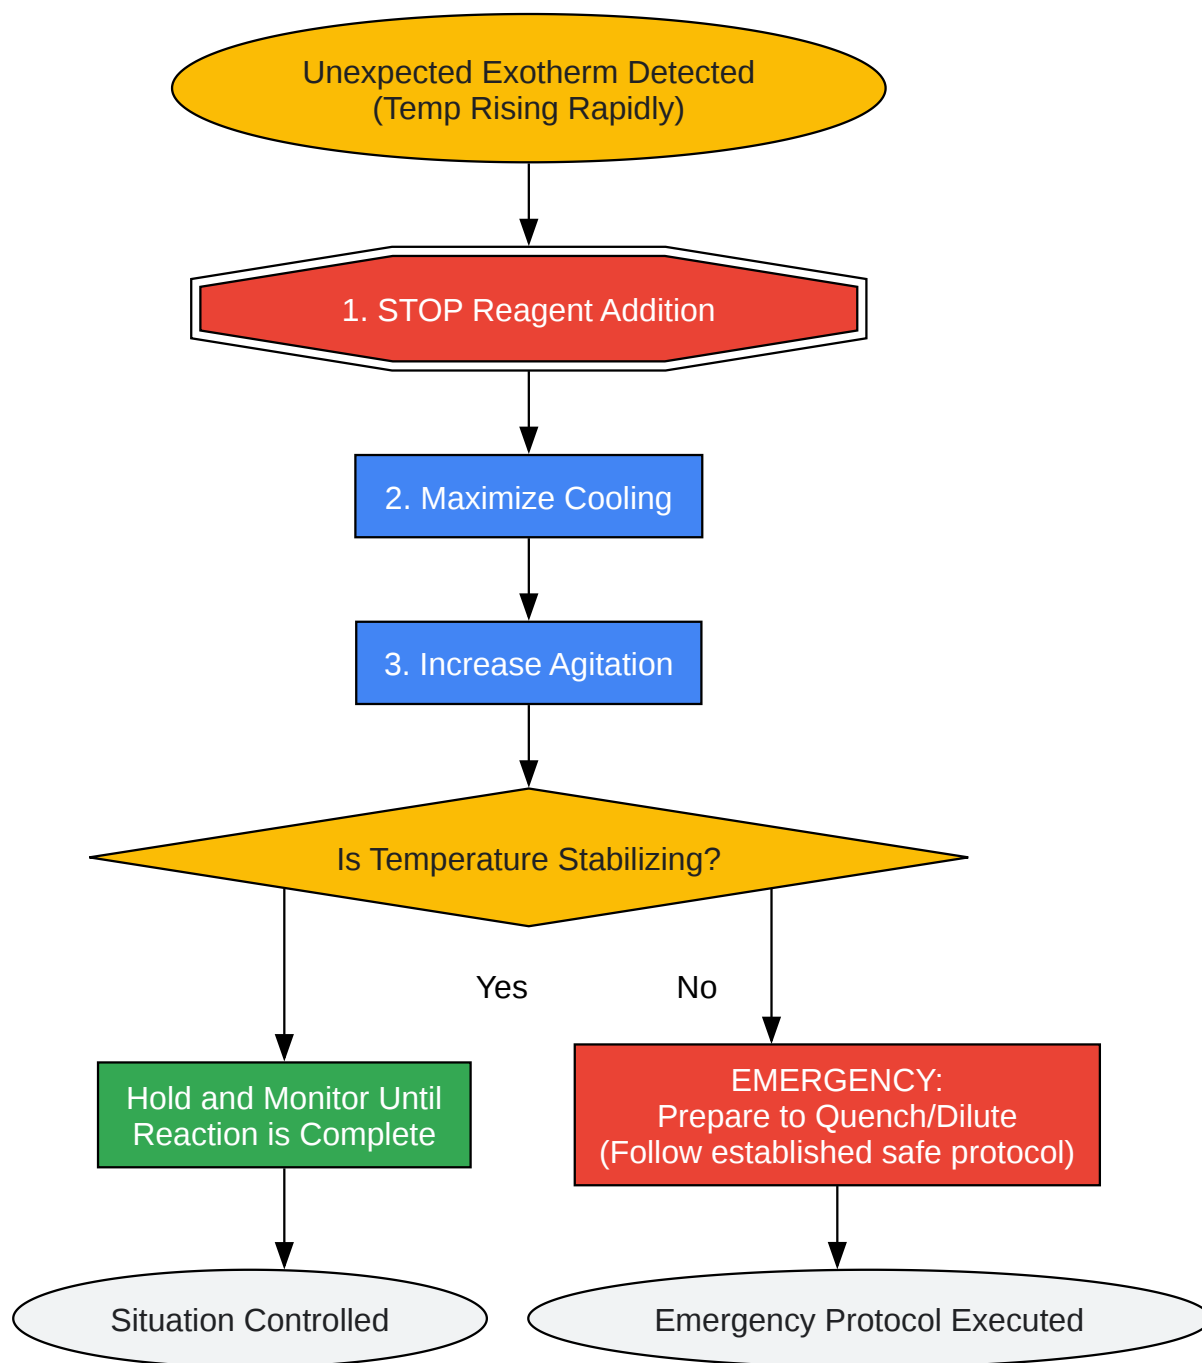 Unexpected Exotherm Detected
(Temp Rising Rapidly)
1. STOP Reagent Addition
2. Maximize Cooling
3. Increase Agitation
Is Temperature Stabilizing?
Yes
No
Hold and Monitor Until
Reaction is Complete
EMERGENCY:
Prepare to Quench/Dilute
(Follow established safe protocol)
Situation Controlled
Emergency Protocol Executed